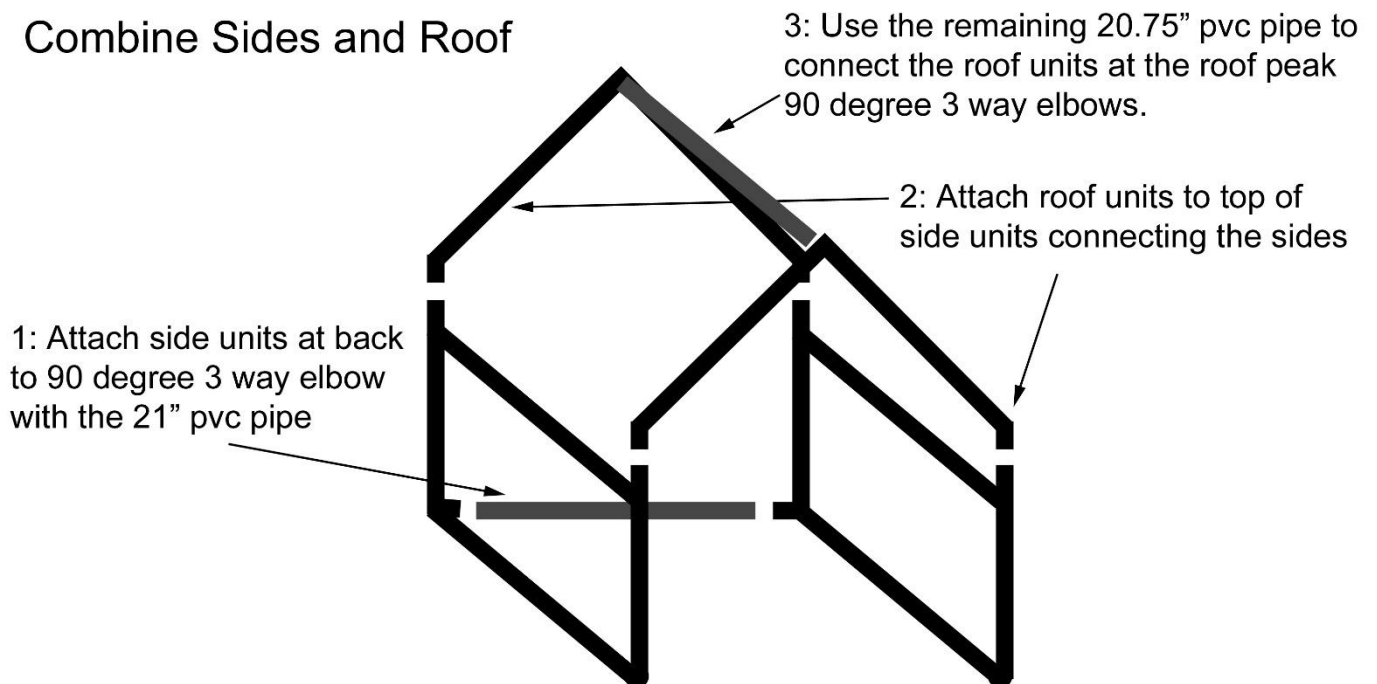 Combine Sides and Roof
3: Use the remaining 20.75” pvc pipe to
connect the roof units at the roof peak
90 degree 3 way elbows.
2: Attach roof units to top of
side units connecting the sides
1: Attach side units at back
to 90 degree 3 way elbow
with the 21” pvc pipe